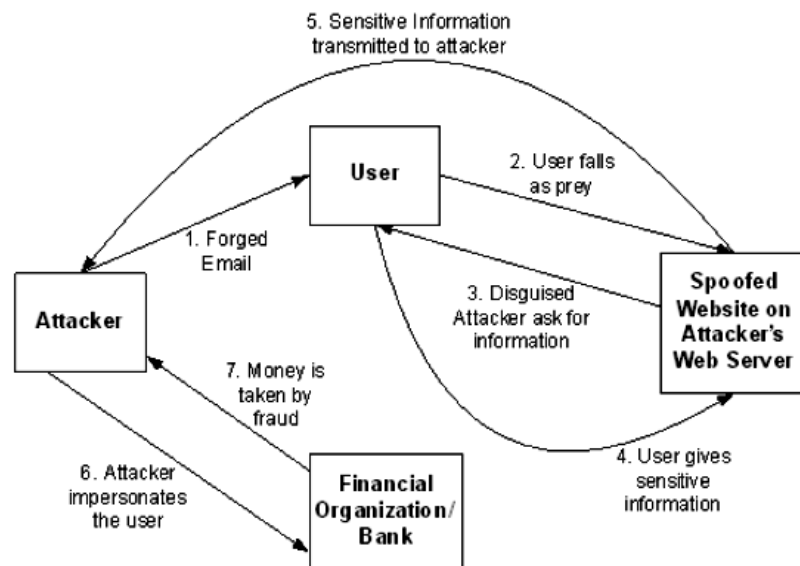 5. Sensitive Information
transmitted to attacker
User
2. User falls
as prey
1. Forged
Email
Attacker
3. Disguised
Attacker ask for
information
Spoofed
Website on
Attacker's
Web Server
7. Money is
taken by
fraud
6. Attacker
impersonates
the user
Financial
Organization/
Bank
4. User gives
sensitive
information